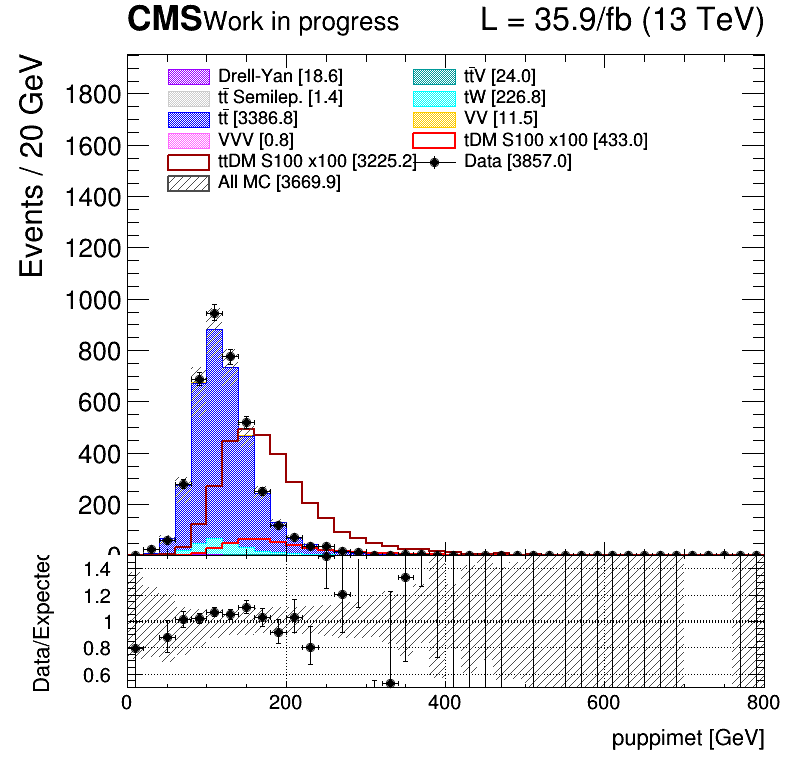 CMS Work in progress L = 35.9/fb (13 TeV)
Events / 20 GeV
1800
1600
1400
1200
1000
800
600
400
200
0
Drell-Yan [18.6]
tt̄ Semilep. [1.4]
tt̄ [3386.8]
VVV [0.8]
ttDM S100 x100 [3225.2]
All MC [3669.9]
tt̄V [24.0]
tW [226.8]
VV [11.5]
tDM S100 x100 [433.0]
Data [3857.0]
Data/Expected
1.4
1.2
1
0.8
0.6
0 200 400 600 800
puppimet [GeV]